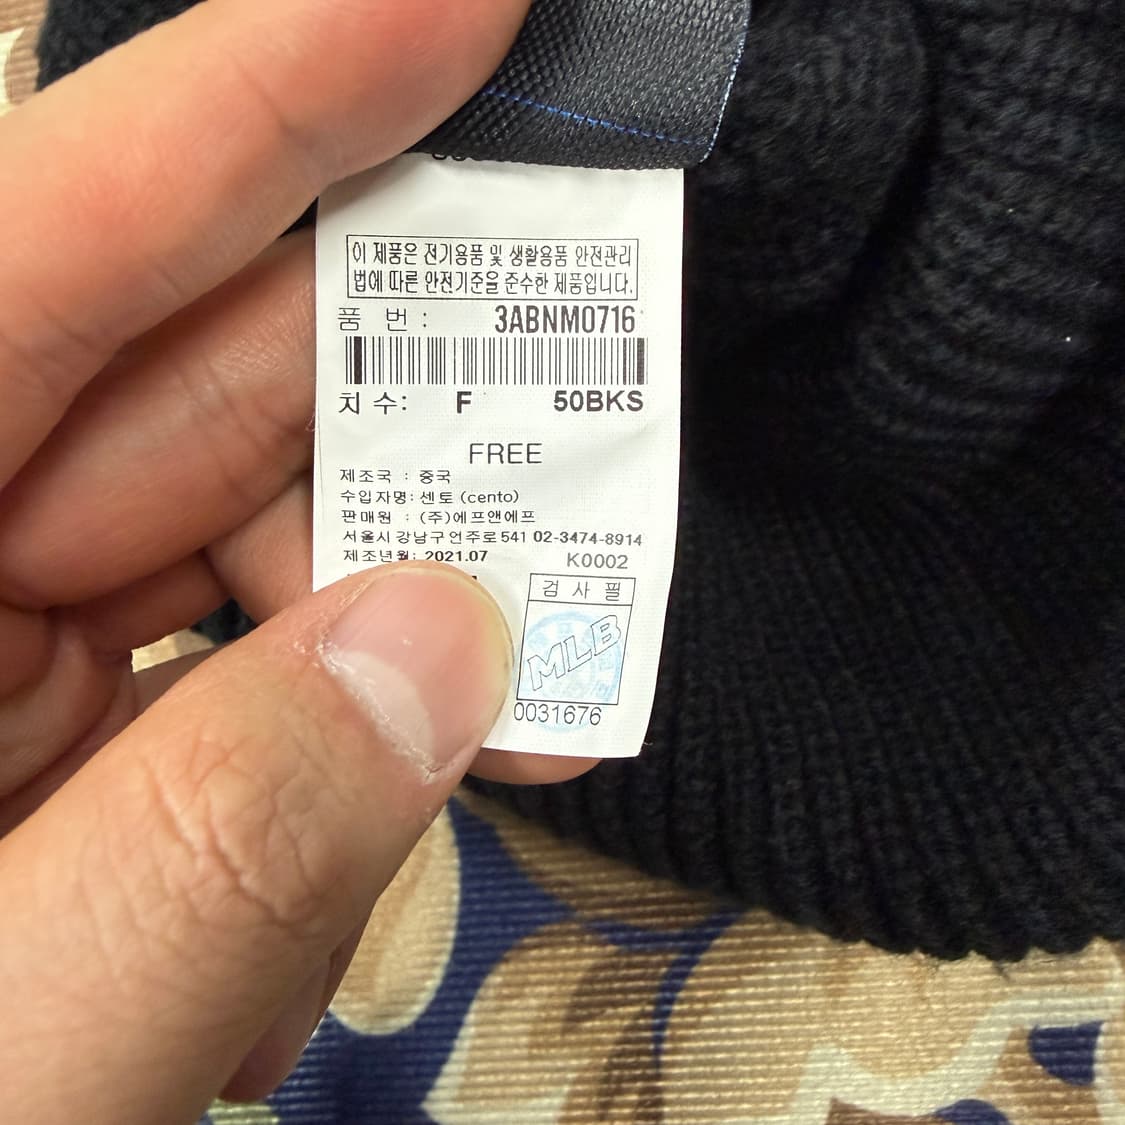 이 제품은 전기용품 및 생활용품 안전관리
법에 따른 안전기준을 준수한 제품입니다.
품 번 : 3ABNM0716
치 수: F 50BKS
FREE
제조국 : 중국
수입자명: 센토 (cento)
판매원 : (주)에프앤에프
서울시 강남구 언주로 541 02-3474-8914
제조년월: 2021.07 K0002
검 사 필
MLB
0031676